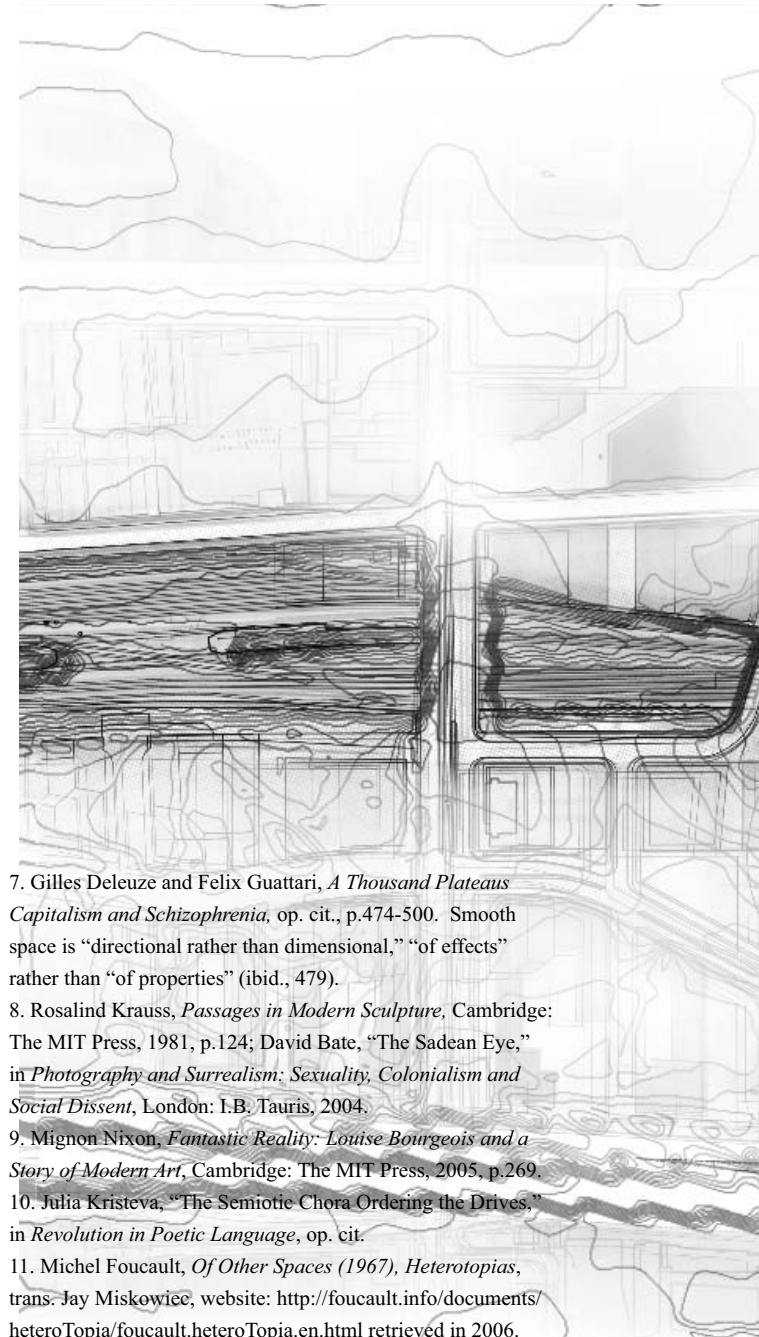 7. Gilles Deleuze and Felix Guattari, A Thousand Plateaus
Capitalism and Schizophrenia, op. cit., p.474-500.  Smooth
space is “directional rather than dimensional,” “of effects”
rather than “of properties” (ibid., 479).
8. Rosalind Krauss, Passages in Modern Sculpture, Cambridge:
The MIT Press, 1981, p.124; David Bate, “The Sadean Eye,”
in Photography and Surrealism: Sexuality, Colonialism and
Social Dissent, London: I.B. Tauris, 2004.
9. Mignon Nixon, Fantastic Reality: Louise Bourgeois and a
Story of Modern Art, Cambridge: The MIT Press, 2005, p.269.
10. Julia Kristeva, “The Semiotic Chora Ordering the Drives,”
in Revolution in Poetic Language, op. cit.
11. Michel Foucault, Of Other Spaces (1967), Heterotopias,
trans. Jay Miskowiec, website: http://foucault.info/documents/
heteroTopia/foucault.heteroTopia.en.html retrieved in 2006.